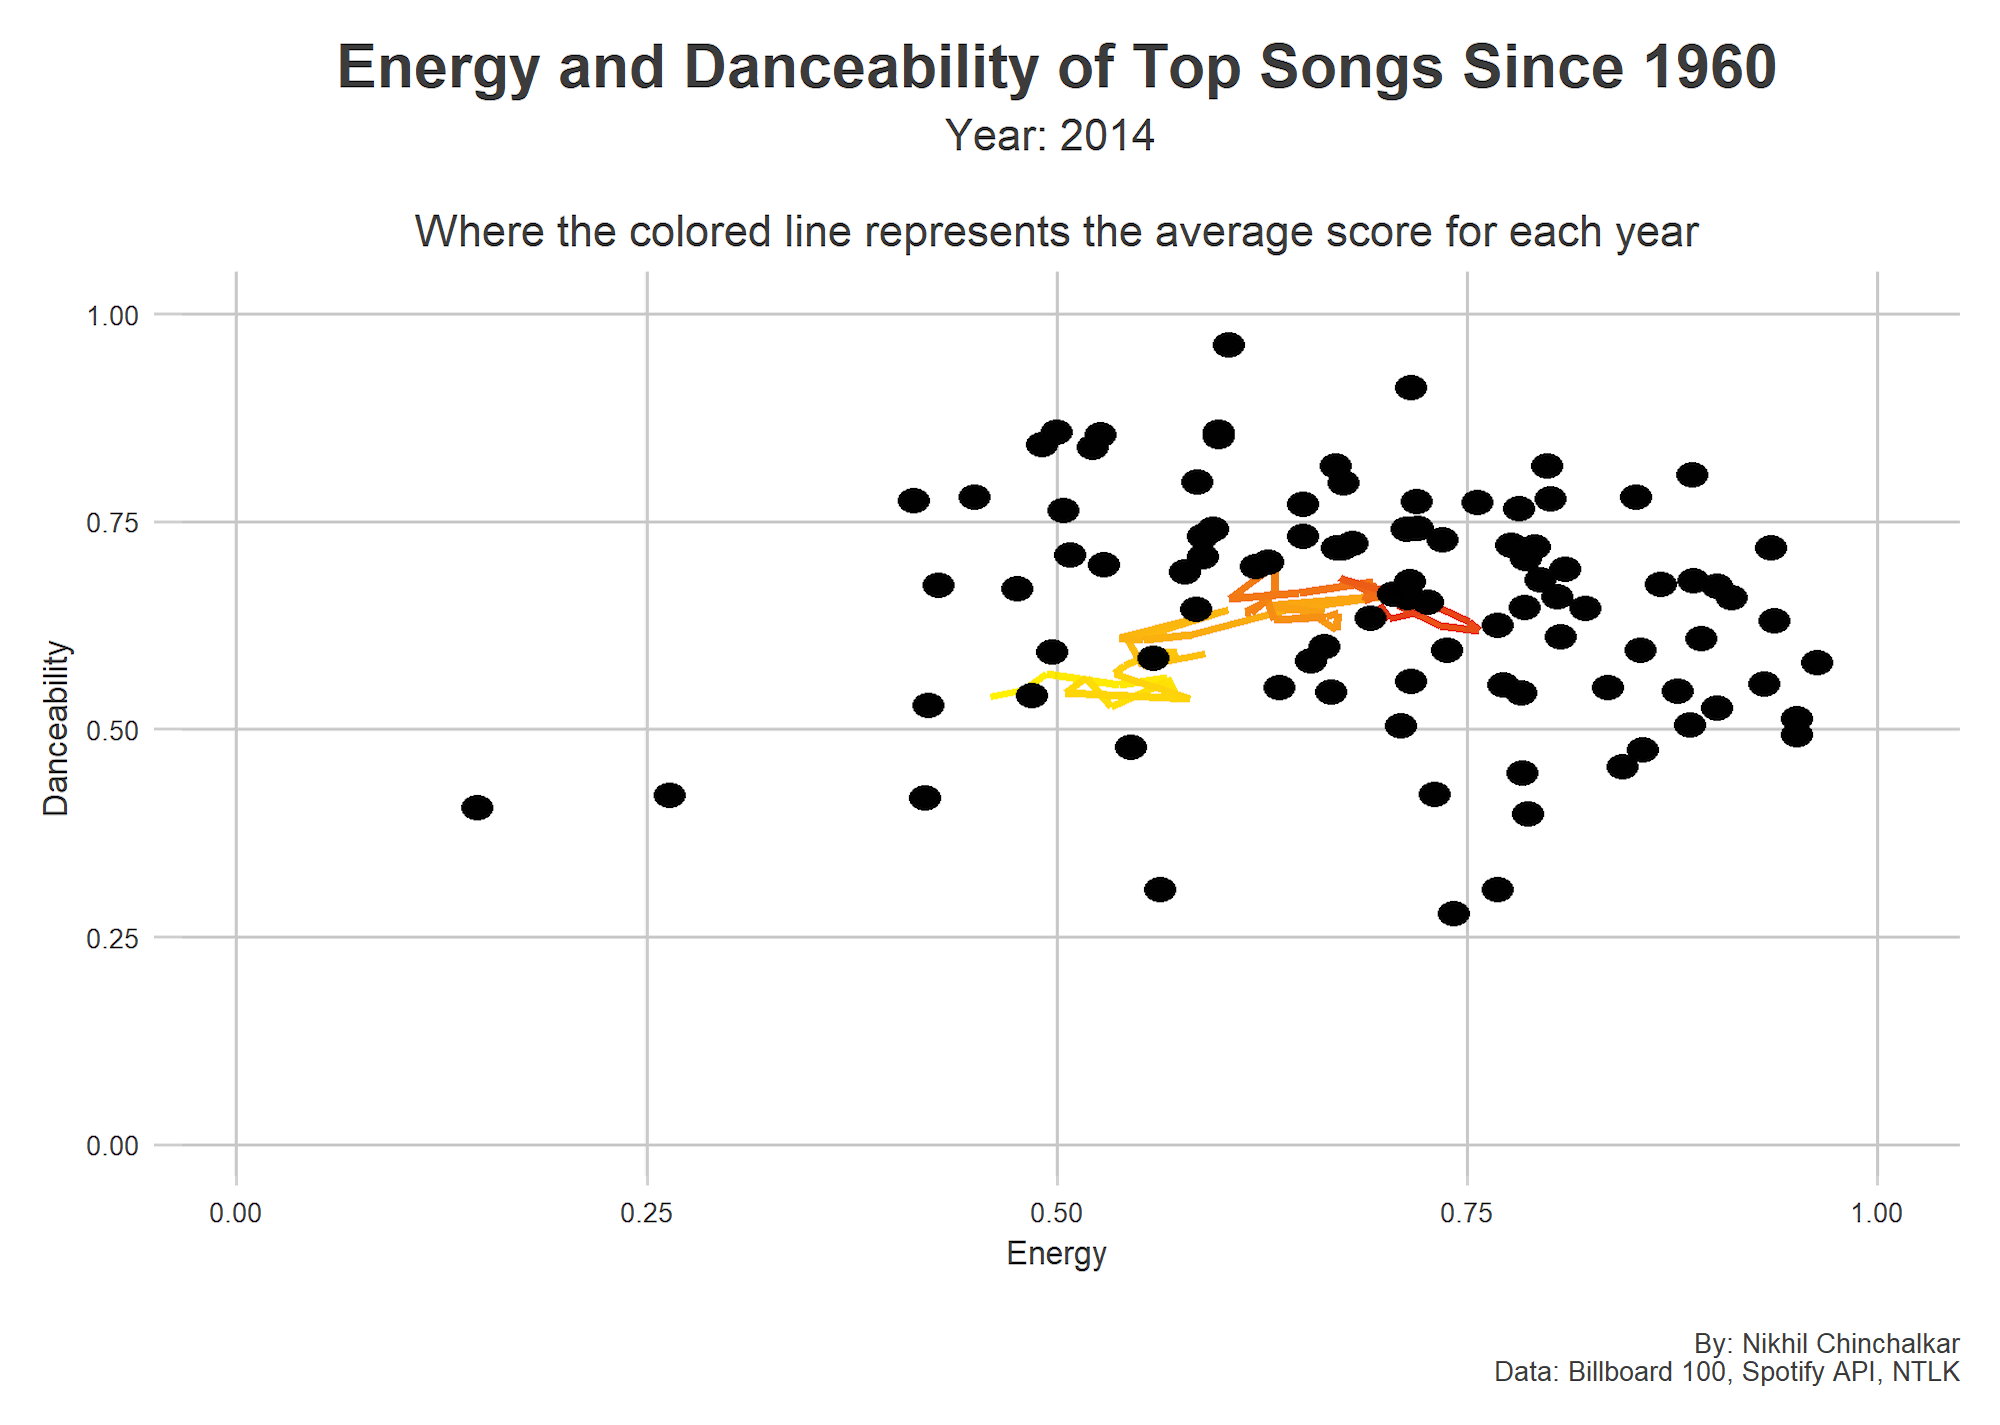 Energy and Danceability of Top Songs Since 1960
Year: 2014
Where the colored line represents the average score for each year
1.00
0.75
0.50
0.25
0.00
Danceability
0.00 0.25 0.50 0.75 1.00
Energy
By: Nikhil Chinchalkar
Data: Billboard 100, Spotify API, NTLK